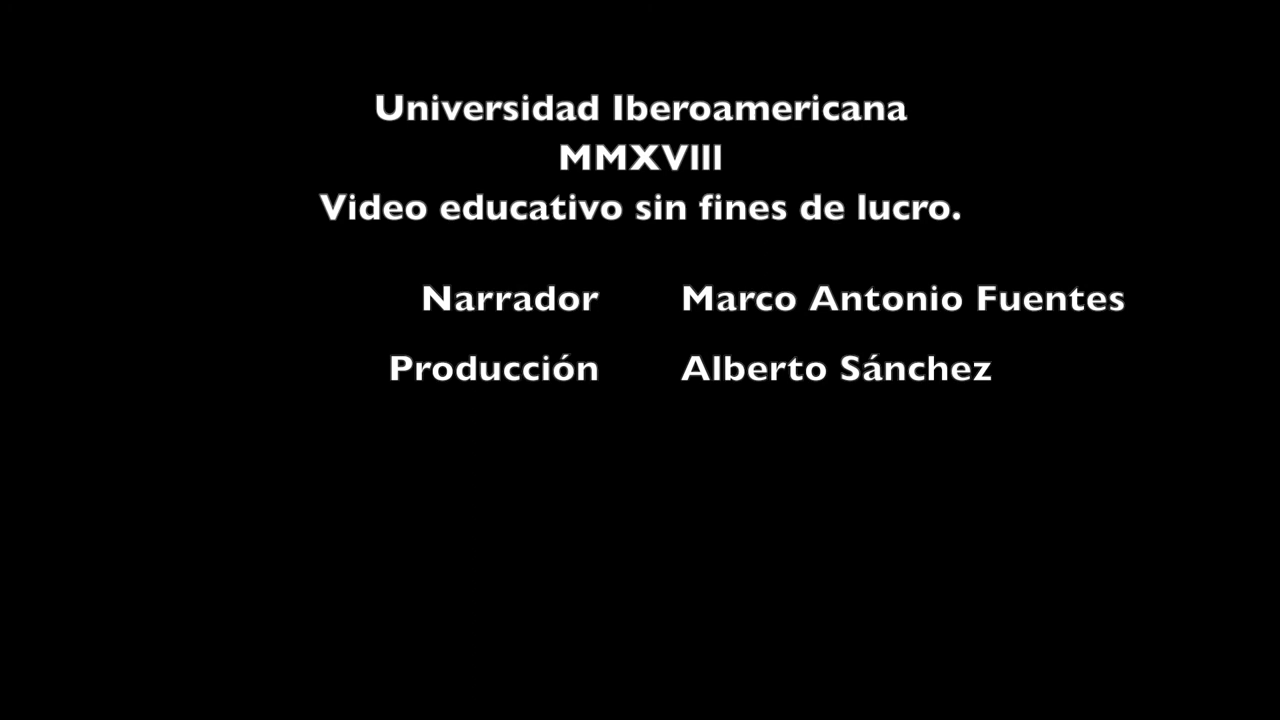 Universidad Iberoamericana
MMXVIII
Video educativo sin fines de lucro.
Narrador Marco Antonio Fuentes
Producción Alberto Sánchez